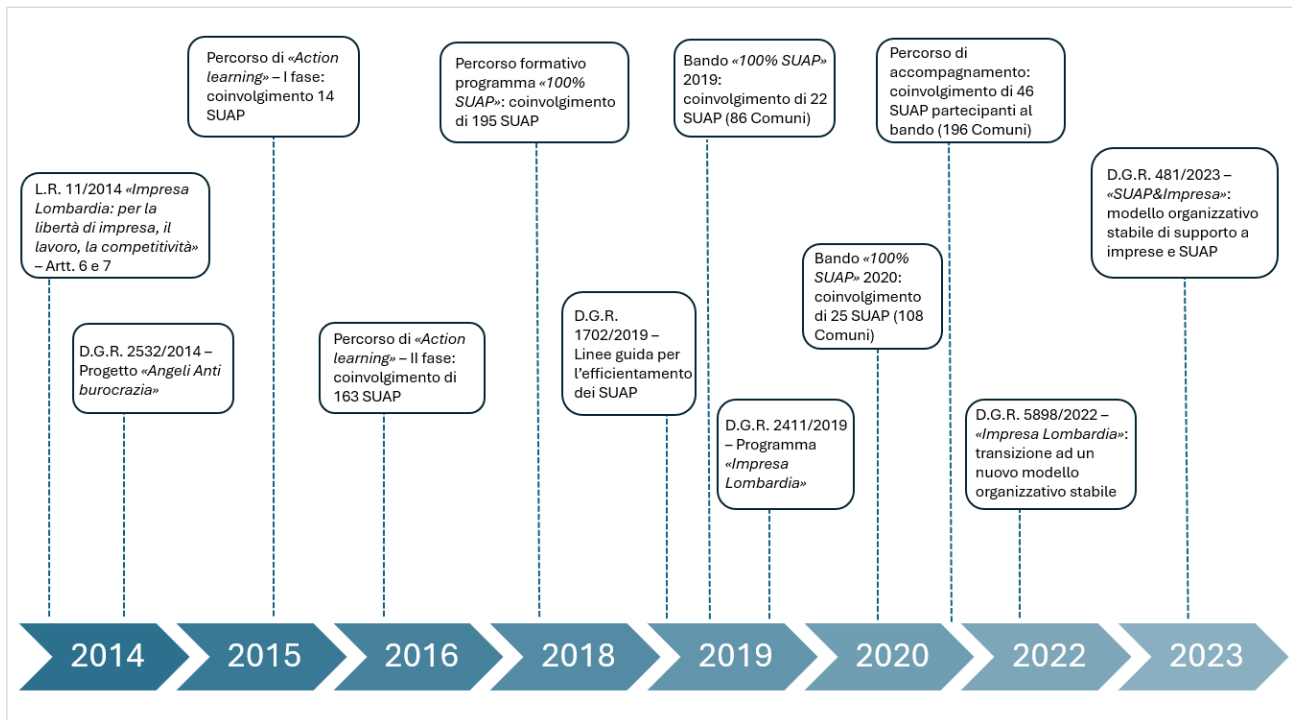 Percorso di «Action
learning» – I fase:
coinvolgimento 14
SUAP
Percorso formativo
programma «100%
SUAP»: coinvolgimento
di 195 SUAP
Bando «100% SUAP»
2019:
coinvolgimento di 22
SUAP (86 Comuni)
Percorso di
accompagnamento:
coinvolgimento di 46
SUAP partecipanti al
bando (196 Comuni)
L.R. 11/2014 «Impresa
Lombardia: per la
libertà di impresa, il
lavoro, la competitività»
– Artt. 6 e 7
D.G.R. 481/2023 –
«SUAP&Impresa»:
modello organizzativo
stabile di supporto a
imprese e SUAP
Bando «100%
SUAP» 2020:
coinvolgimento
di 25 SUAP (108
Comuni)
D.G.R.
1702/2019 –
Linee guida per
l'efficientamento
dei SUAP
D.G.R. 2532/2014 –
Progetto «Angeli Anti
burocrazia»
Percorso di «Action
learning» – II fase:
coinvolgimento di
163 SUAP
D.G.R. 2411/2019
– Programma
«Impresa
Lombardia»
D.G.R. 5898/2022 –
«Impresa Lombardia»:
transizione ad un
nuovo modello
organizzativo stabile
2014
2015
2016
2018
2019
2020
2022
2023